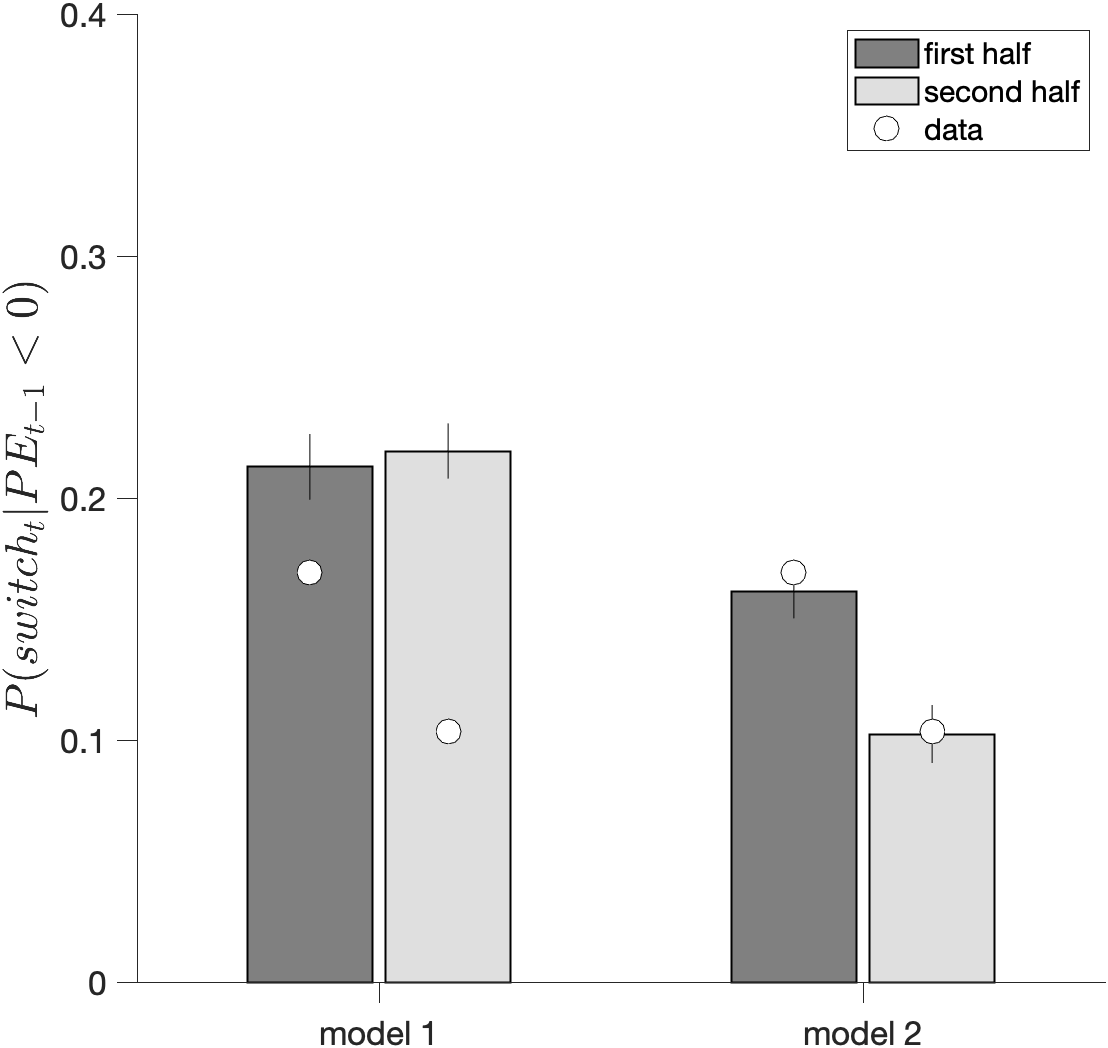 0.4
first half
second half
data
0.3
P(switch_t|PE_{t−1} < 0)
0.2
0.1
0
model 1
model 2